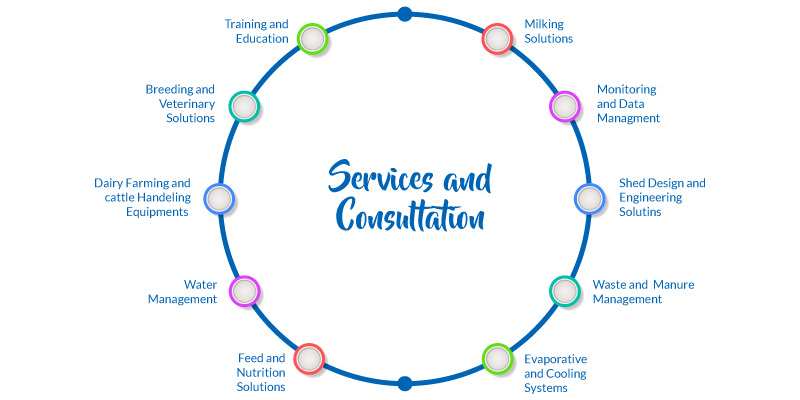 Training and
Education
Milking
Solutions
Breeding and
Veterinary
Solutions
Monitoring
and Data
Managment
Services and
Consultation
Dairy Farming and
cattle Handeling
Equipments
Shed Design and
Engineering
Solutins
Water
Management
Waste and Manure
Management
Feed and
Nutrition
Solutions
Evaporative
and Cooling
Systems